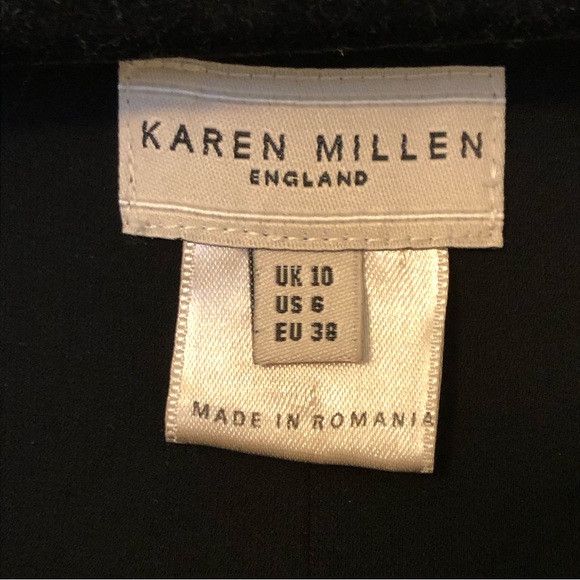 KAREN MILLEN
ENGLAND
UK 10
US 6
EU 38
MADE IN ROMANIA